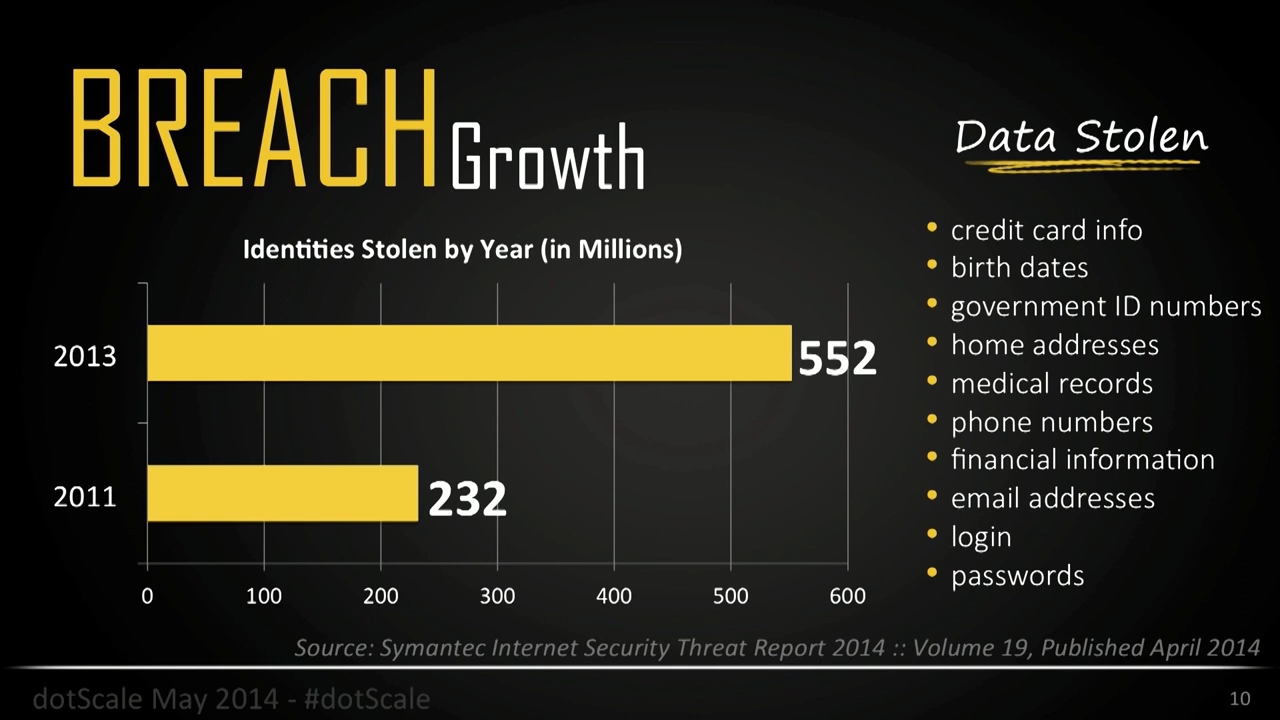 BREACH Growth
Data Stolen
Identities Stolen by Year (in Millions)
2013
552
2011
232
0 100 200 300 400 500 600
• credit card info
• birth dates
• government ID numbers
• home addresses
• medical records
• phone numbers
• financial information
• email addresses
• login
• passwords
Source: Symantec Internet Security Threat Report 2014 :: Volume 19, Published April 2014
dotScale May 2014 - #dotScale
10